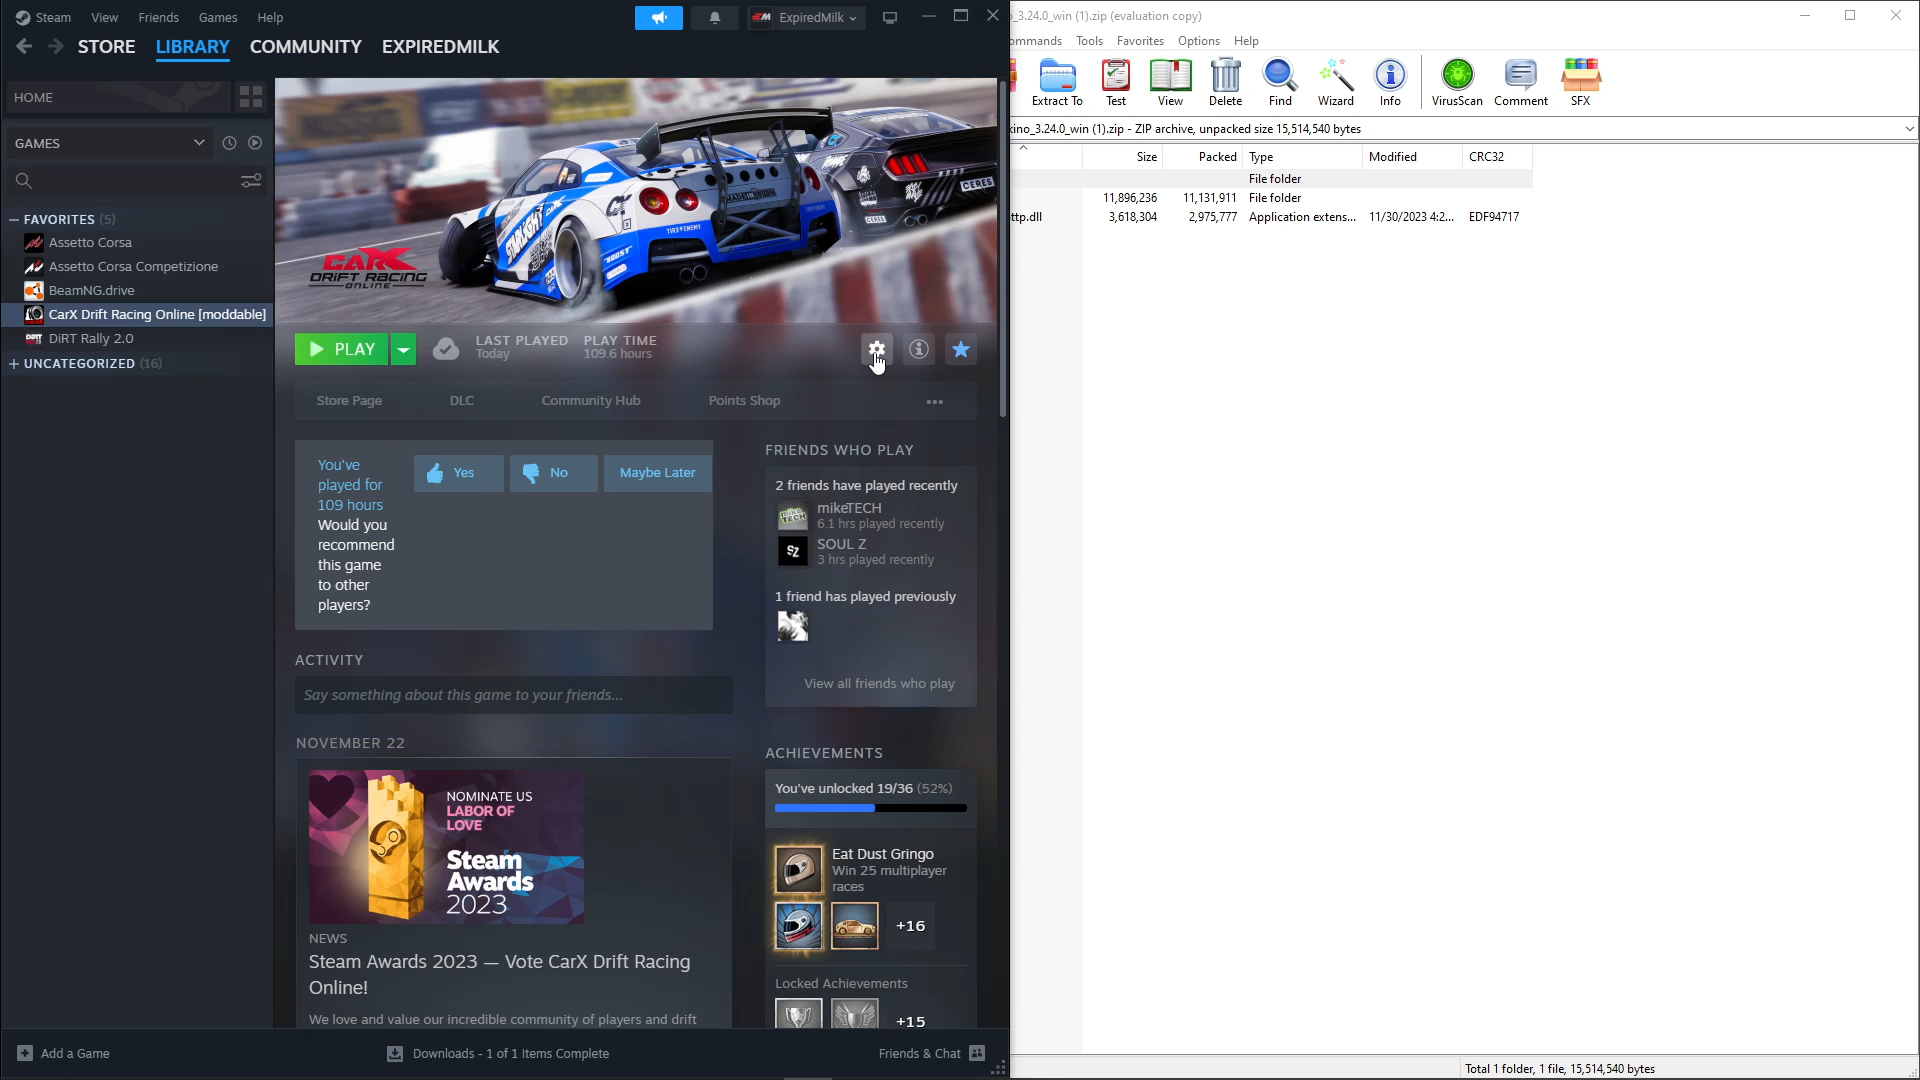 Steam View Friends Games Help
ExpiredMilk
STORE LIBRARY COMMUNITY EXPIREDMILK
HOME
GAMES
FAVORITES (5)
Assetto Corsa
Assetto Corsa Competizione
BeamNG.drive
CarX Drift Racing Online [moddable]
DiRT Rally 2.0
UNCATEGORIZED (16)
CARX
DRIFT RACING
ONLINE
STARLIGHT
BOOST
TIRE ENEMY
CERES
CERES
PLAY
LAST PLAYED
Today
PLAY TIME
109.6 hours
Store Page DLC Community Hub Points Shop
You've
played for
109 hours
Would you
recommend
this game
to other
players?
Yes No Maybe Later
ACTIVITY
Say something about this game to your friends...
NOVEMBER 22
NOMINATE US
LABOR OF
LOVE
Steam
Awards
2023
NEWS
Steam Awards 2023 — Vote CarX Drift Racing
Online!
We love and value our incredible community of players and drift
FRIENDS WHO PLAY
2 friends have played recently
mikeTECH
6.1 hrs played recently
SZ
SOUL Z
3 hrs played recently
1 friend has played previously
View all friends who play
ACHIEVEMENTS
You've unlocked 19/36 (52%)
Eat Dust Gringo
Win 25 multiplayer
races
+16
Locked Achievements
+15
Add a Game
Downloads - 1 of 1 Items Complete
Friends & Chat
_3.24.0_win (1).zip (evaluation copy)
ommands Tools Favorites Options Help
Extract To Test View Delete Find Wizard Info VirusScan Comment SFX
kino_3.24.0_win (1).zip - ZIP archive, unpacked size 15,514,540 bytes
Size Packed Type Modified CRC32
File folder
11,896,236 11,131,911 File folder
ttp.dll 3,618,304 2,975,777 Application extens... 11/30/2023 4:2... EDF94717
Total 1 folder, 1 file, 15,514,540 bytes